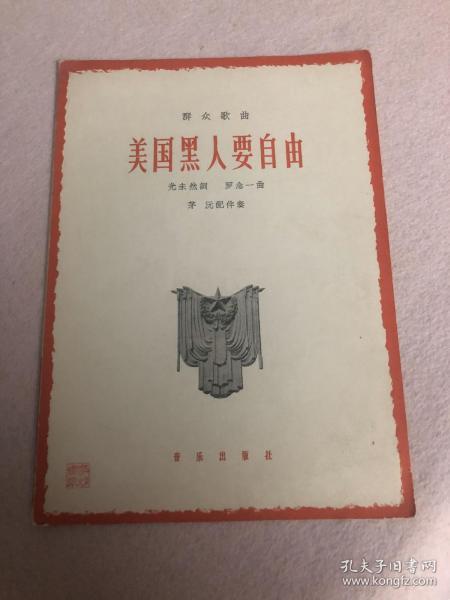 群众歌曲
美国黑人要自由
光未然詞 罗念一曲
茅沅配伴奏
音乐出版社
孔夫子旧书网
www.kongfz.com